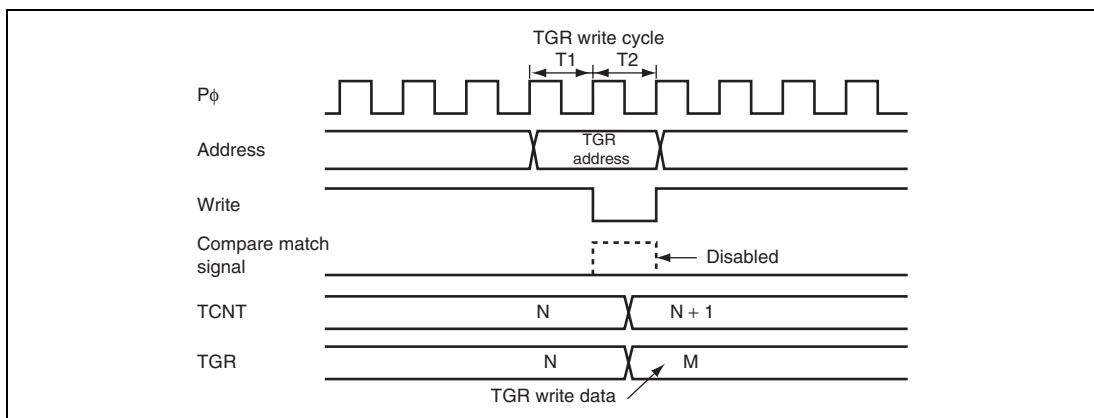 TGR write cycle
T1 T2
Pφ
Address
TGR
address
Write
Compare match
signal
Disabled
TCNT
N
N + 1
TGR
N
M
TGR write data